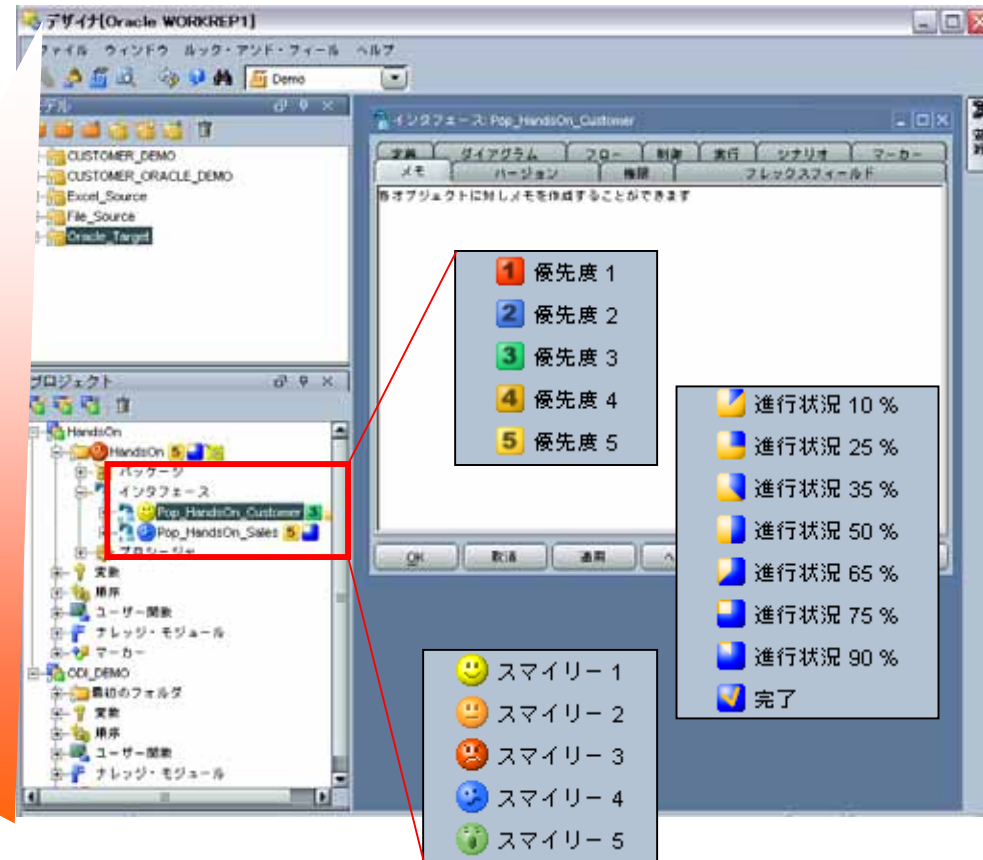 デザイナ[Oracle WORKREP1]
ファイル ウィンドウ ルック・アンド・フィール ヘルプ
Demo
デル
CUSTOMER_DEMO
CUSTOMER_ORACLE_DEMO
Excel_Source
File_Source
Oracle_Target
インタフェース: Pop_HandsOn_Customer
定義 ダイアグラム フロー 制御 実行 シナリオ マーカー
メモ バージョン 権限 フレックスフィールド
各オブジェクトに対しメモを作成することができます
優先度 1
優先度 2
優先度 3
優先度 4
優先度 5
プロジェクト
HandsOn
HandsOn
パッケージ
インタフェース
Pop_HandsOn_Customer
Pop_HandsOn_Sales
プロシージャ
変数
順序
ユーザー関数
ナレッジ・モジュール
マーカー
ODI_DEMO
最初のフォルダ
変数
順序
ユーザー関数
ナレッジ・モジュール
OK 取消 適用 ヘ
進行状況 10 %
進行状況 25 %
進行状況 35 %
進行状況 50 %
進行状況 65 %
進行状況 75 %
進行状況 90 %
完了
スマイリー 1
スマイリー 2
スマイリー 3
スマイリー 4
スマイリー 5